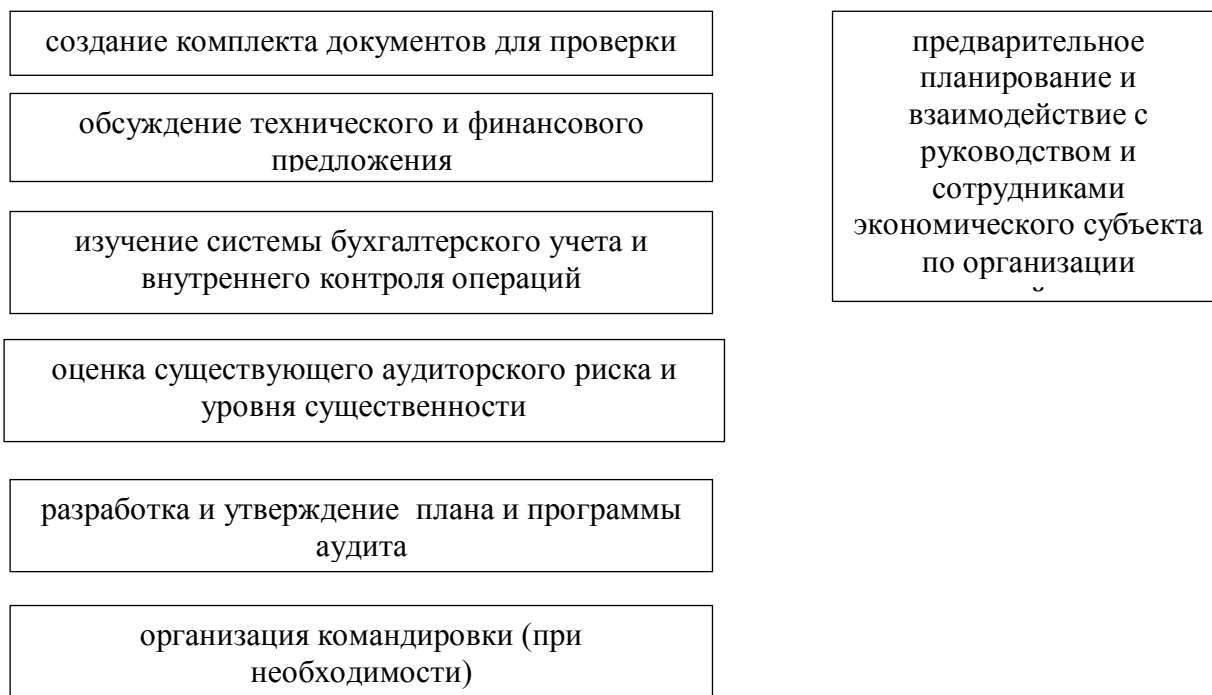 создание комплекта документов для проверки
обсуждение технического и финансового
предложения
изучение системы бухгалтерского учета и
внутреннего контроля операций
оценка существующего аудиторского риска и
уровня существенности
разработка и утверждение плана и программы
аудита
организация командировки (при
необходимости)
предварительное
планирование и
взаимодействие с
руководством и
сотрудниками
экономического субъекта
по организации